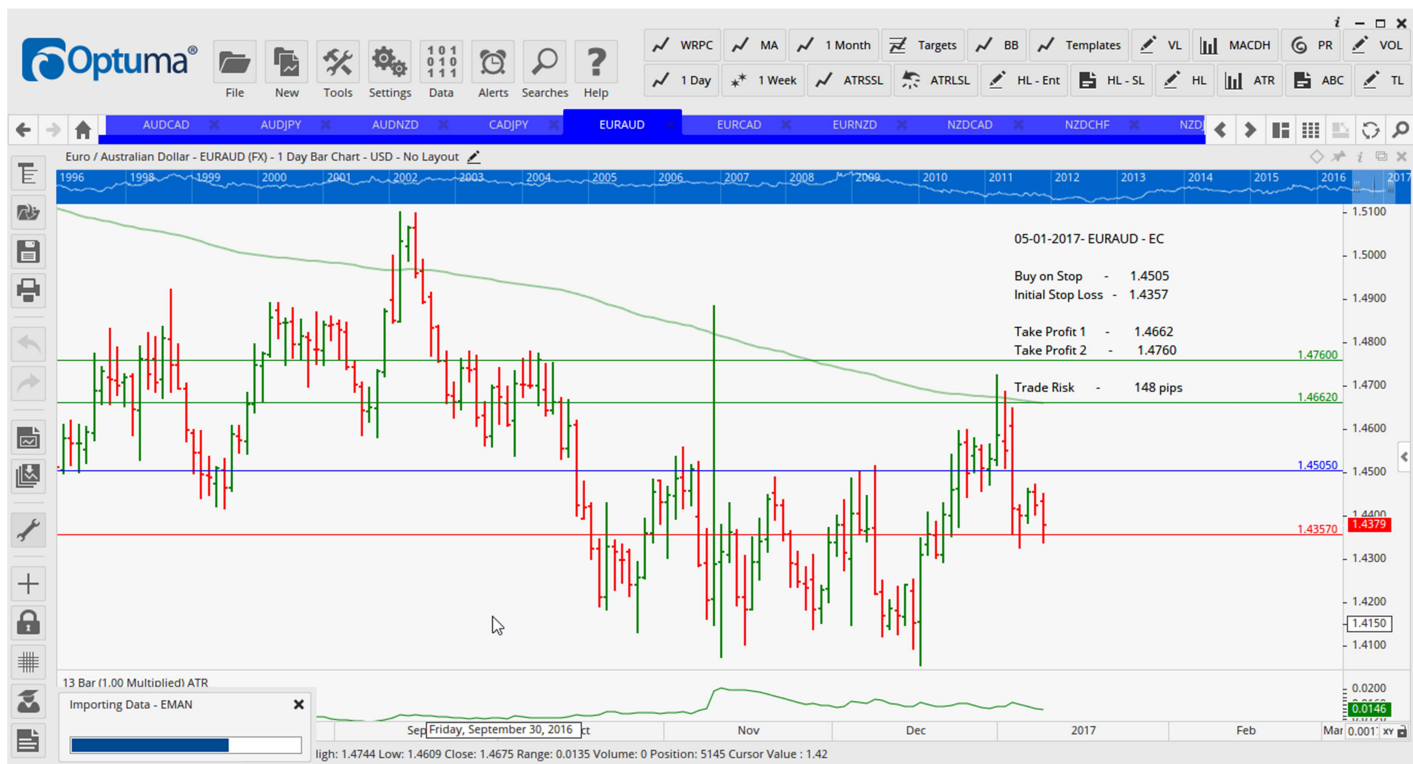 i
Optuma®
File
New
Tools
Settings
101
010
111
Data
Alerts
Searches
?
Help
WRPC
MA
1 Month
Targets
BB
Templates
VL
MACDH
PR
VOL
1 Day
1 Week
ATRSSL
ATRLSL
HL - Ent
HL - SL
HL
ATR
ABC
TL
AUDCAD
AUDJPY
AUDNZD
CADJPY
EURAUD
EURCAD
EURNZD
NZDCAD
NZDCHF
NZDJ
Euro / Australian Dollar - EURAUD (FX) - 1 Day Bar Chart - USD - No Layout
1996 1998 1999 2000 2001 2002 2003 2004 2005 2006 2007 2008 2009 2010 2011 2012 2013 2014 2015 2016 2017
05-01-2017- EURAUD - EC
Buy on Stop - 1.4505
Initial Stop Loss - 1.4357
Take Profit 1 - 1.4662
Take Profit 2 - 1.4760
Trade Risk - 148 pips
1.47600
1.46620
1.45050
1.43570
1.5100
1.5000
1.4900
1.4800
1.4700
1.4600
1.4500
1.4400
1.4379
1.4300
1.4200
1.4150
1.4100
13 Bar (1.00 Multiplied) ATR
0.0200
0.0146
Importing Data - EMAN
Sep
Friday, September 30, 2016
ct
Nov
Dec
2017
Feb
Mar
0.001
XY
ligh: 1.4744 Low: 1.4609 Close: 1.4675 Range: 0.0135 Volume: 0 Position: 5145 Cursor Value : 1.42